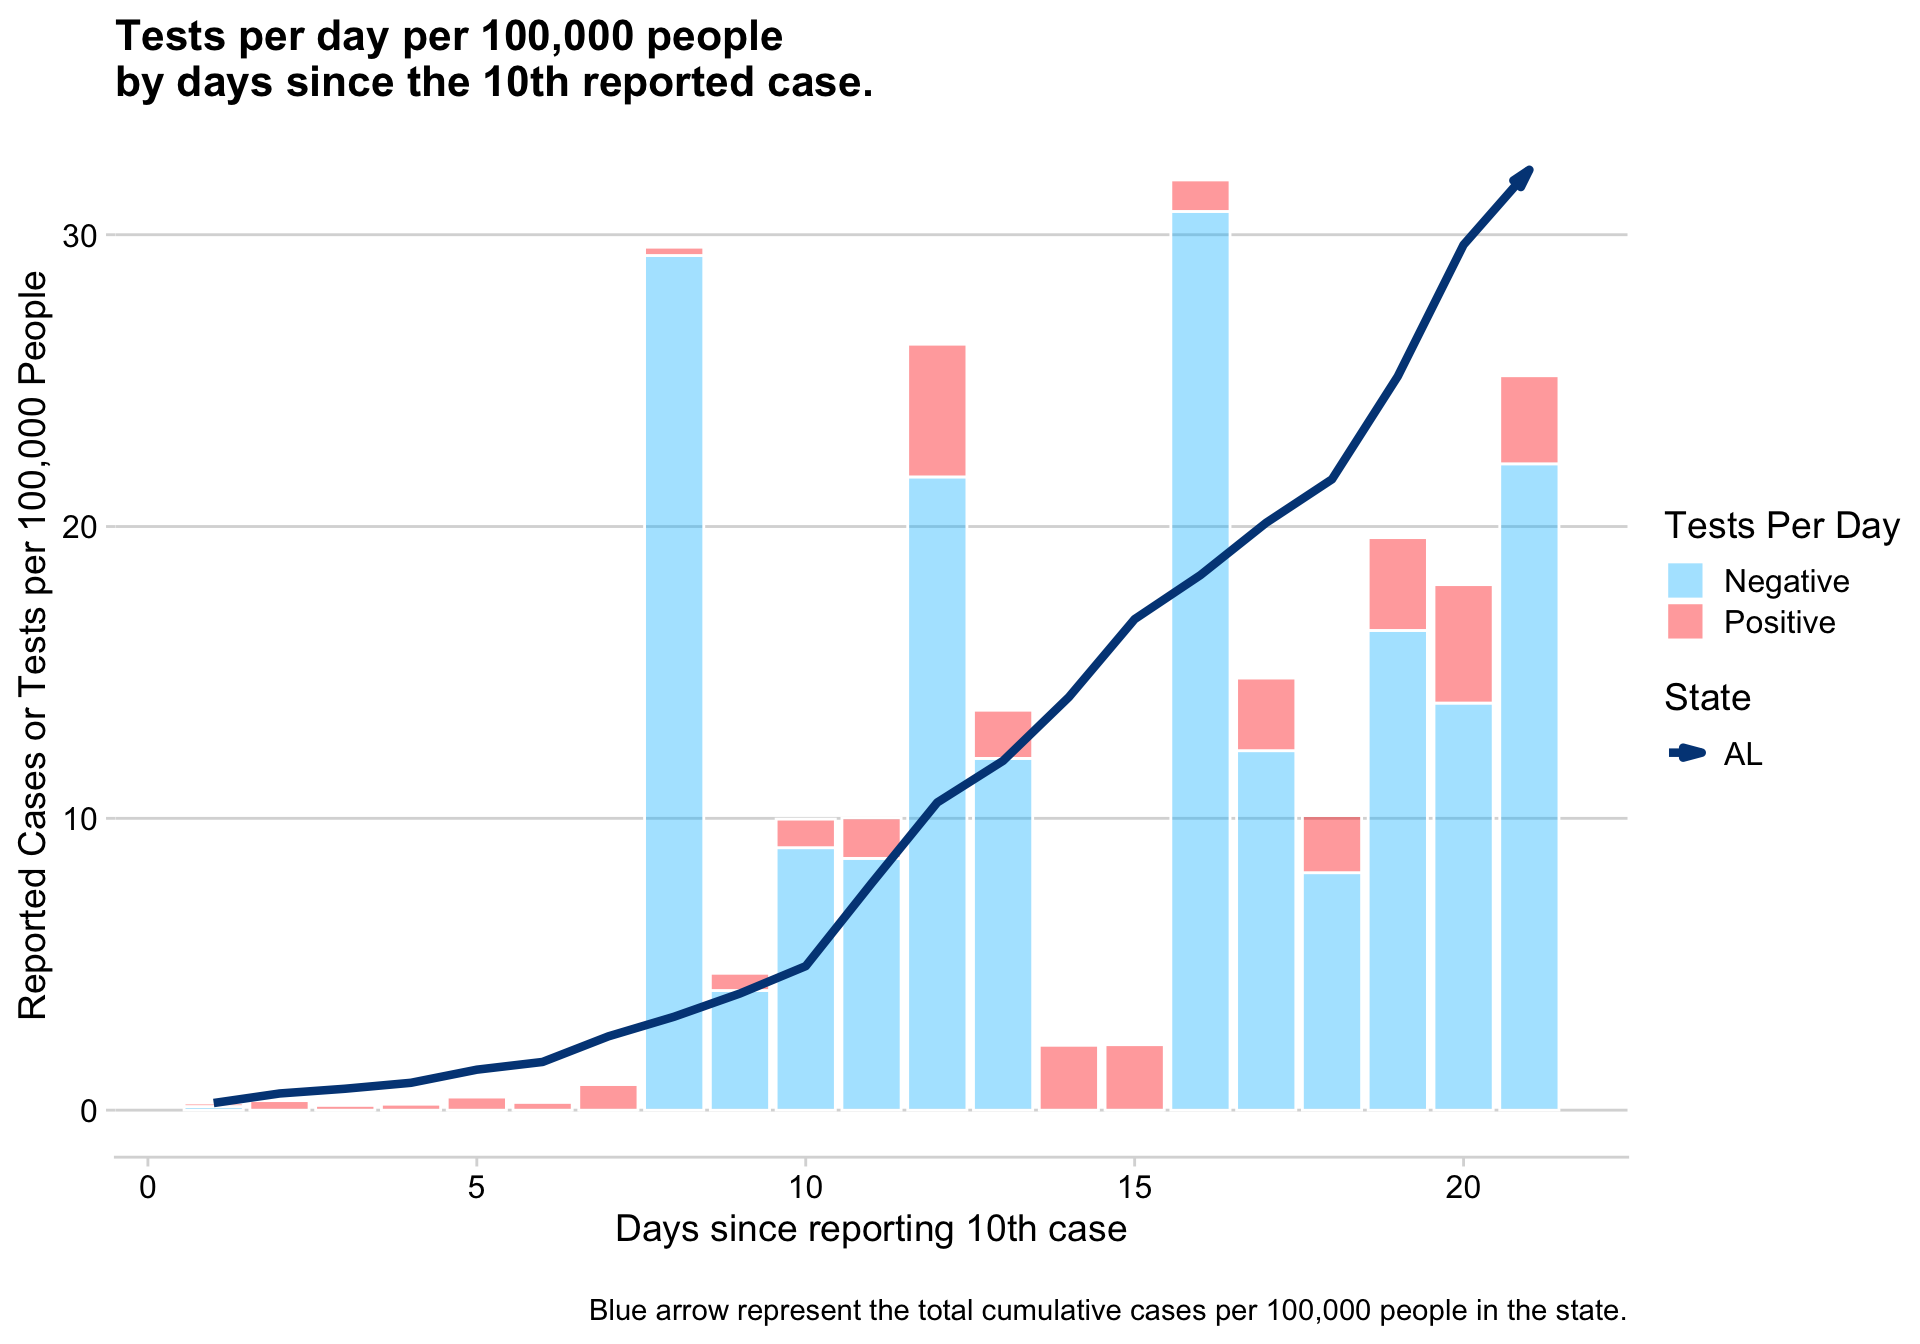 Tests per day per 100,000 people
by days since the 10th reported case.
Reported Cases or Tests per 100,000 People
30
20
10
0
0 5 10 15 20
Days since reporting 10th case
Tests Per Day
Negative
Positive
State
AL
Blue arrow represent the total cumulative cases per 100,000 people in the state.